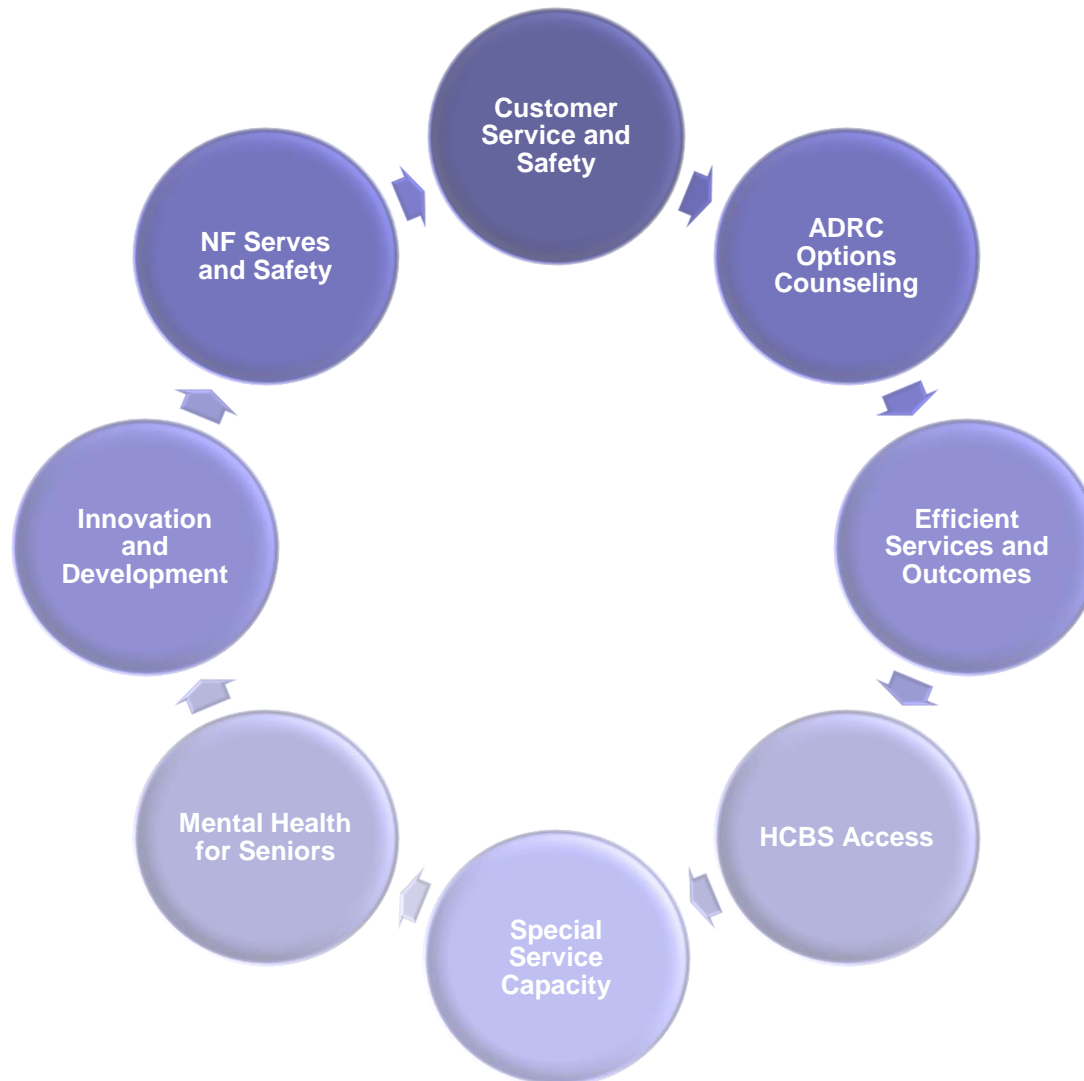 Customer
Service and
Safety
ADRC
Options
Counseling
Efficient
Services and
Outcomes
HCBS Access
Special
Service
Capacity
Mental Health
for Seniors
Innovation
and
Development
NF Serves
and Safety